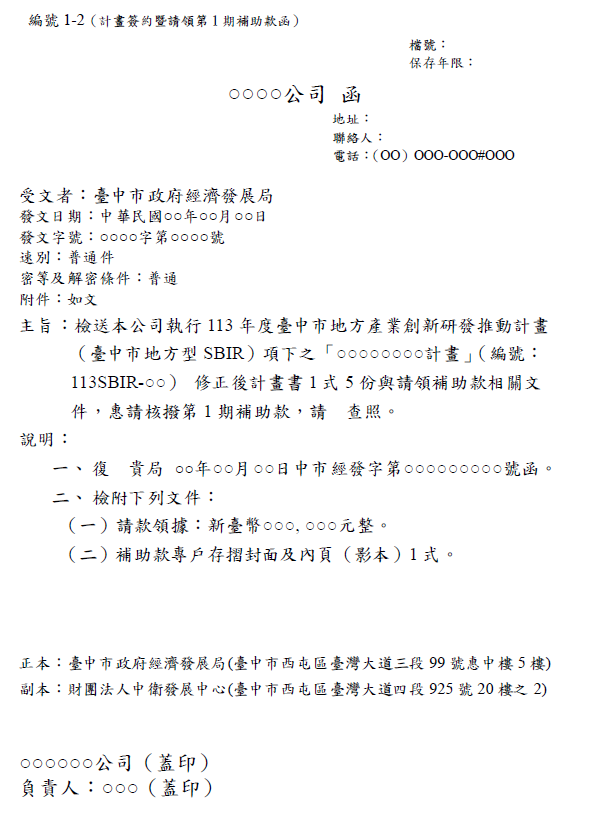 編號 1-2（計畫簽約暨請領第 1 期補助款函）
檔號：
保存年限：
○○○○公司 函
地址：
聯絡人：
電話：（OO）OOO-OOO#OOO
受文者：臺中市政府經濟發展局
發文日期：中華民國○○年○○月○○日
發文字號：○○○○字第○○○○號
速別：普通件
密等及解密條件：普通
附件：如文
主旨：檢送本公司執行 113 年度臺中市地方產業創新研發推動計畫
（臺中市地方型 SBIR）項下之「○○○○○○○○計畫」（編號：
113SBIR-○○） 修正後計畫書 1 式 5 份與請領補助款相關文
件，惠請核撥第 1 期補助款，請　查照。
說明：
一、 復　貴局 ○○年○○月○○日中市經發字第○○○○○○○○○號函。
二、 檢附下列文件：
（一）請款領據：新臺幣○○○, ○○○元整。
（二）補助款專戶存摺封面及內頁（影本）1 式。
正本：臺中市政府經濟發展局(臺中市西屯區臺灣大道三段 99 號惠中樓 5 樓)
副本：財團法人中衛發展中心(臺中市西屯區臺灣大道四段 925 號 20 樓之 2)
○○○○○○公司（蓋印）
負責人：○○○（蓋印）